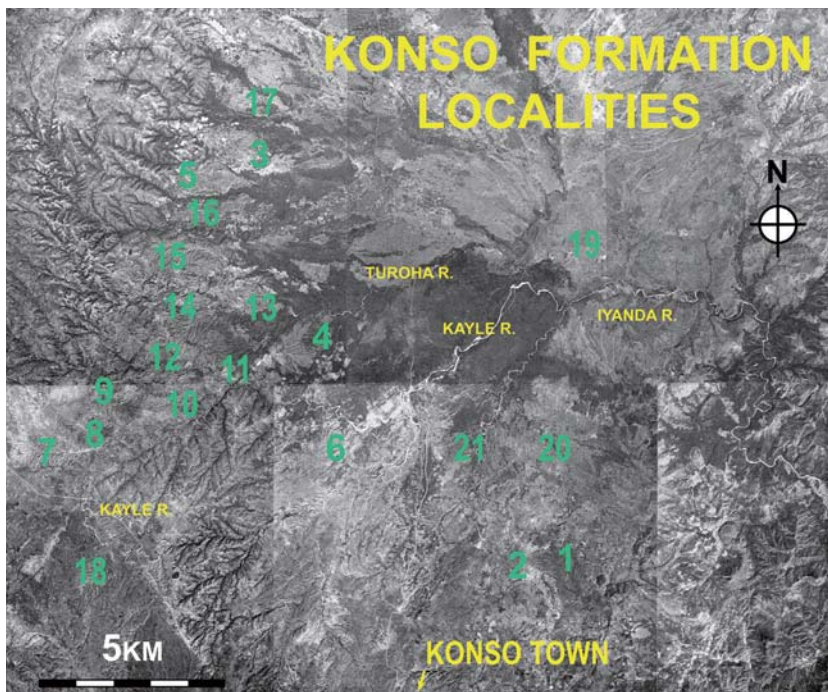 KONSO FORMATION
LOCALITIES
17
3
5
N
16
19
15
TUROHA R.
14
13
IYANDA R.
KAYLE R.
4
12
11
9
10
8
7
6
21
20
KAYLE R.
2
1
18
5KM
KONSO TOWN